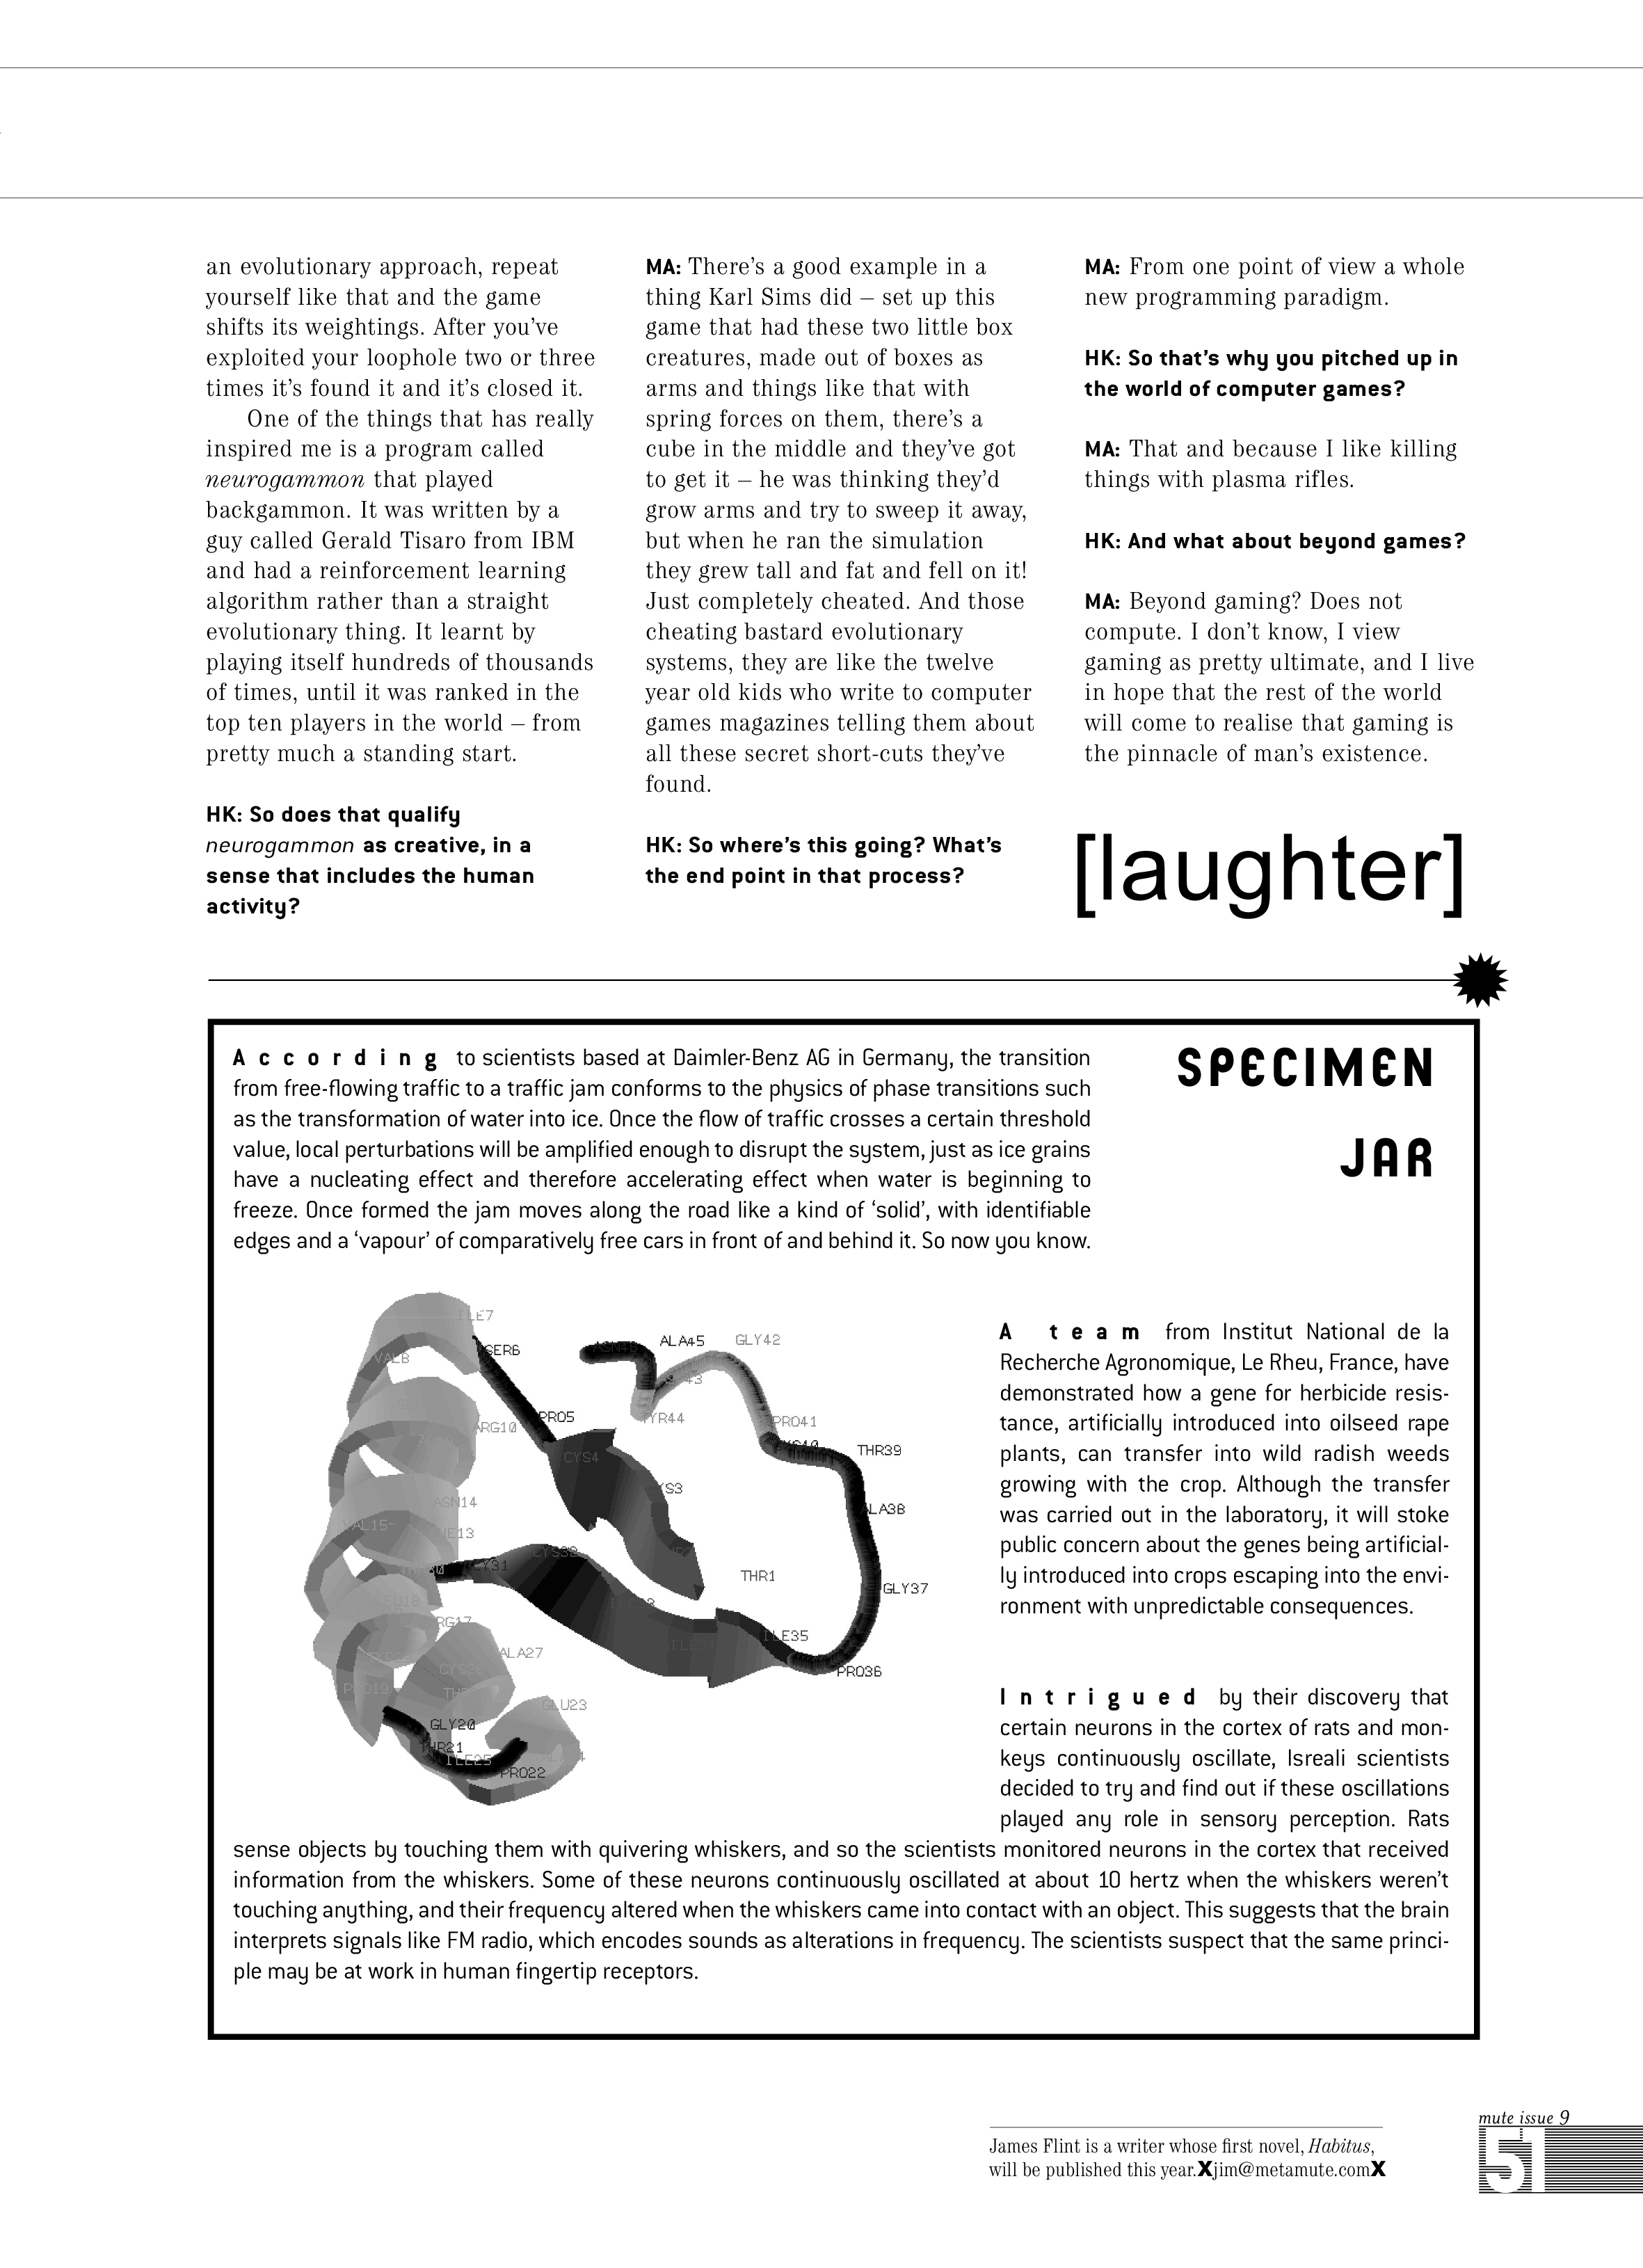 an evolutionary approach, repeat
yourself like that and the game
shifts its weightings. After you've
exploited your loophole two or three
times it's found it and it's closed it.
One of the things that has really
inspired me is a program called
neurogammon that played
backgammon. It was written by a
guy called Gerald Tisaro from IBM
and had a reinforcement learning
algorithm rather than a straight
evolutionary thing. It learnt by
playing itself hundreds of thousands
of times, until it was ranked in the
top ten players in the world – from
pretty much a standing start.
HK: So does that qualify
neurogammon as creative, in a
sense that includes the human
activity?
MA: There's a good example in a
thing Karl Sims did – set up this
game that had these two little box
creatures, made out of boxes as
arms and things like that with
spring forces on them, there's a
cube in the middle and they've got
to get it – he was thinking they'd
grow arms and try to sweep it away,
but when he ran the simulation
they grew tall and fat and fell on it!
Just completely cheated. And those
cheating bastard evolutionary
systems, they are like the twelve
year old kids who write to computer
games magazines telling them about
all these secret short-cuts they've
found.
HK: So where's this going? What's
the end point in that process?
MA: From one point of view a whole
new programming paradigm.
HK: So that's why you pitched up in
the world of computer games?
MA: That and because I like killing
things with plasma rifles.
HK: And what about beyond games?
MA: Beyond gaming? Does not
compute. I don't know, I view
gaming as pretty ultimate, and I live
in hope that the rest of the world
will come to realise that gaming is
the pinnacle of man's existence.
[laughter]
SPECIMEN
JAR
According to scientists based at Daimler-Benz AG in Germany, the transition
from free-flowing traffic to a traffic jam conforms to the physics of phase transitions such
as the transformation of water into ice. Once the flow of traffic crosses a certain threshold
value, local perturbations will be amplified enough to disrupt the system, just as ice grains
have a nucleating effect and therefore accelerating effect when water is beginning to
freeze. Once formed the jam moves along the road like a kind of 'solid', with identifiable
edges and a 'vapour' of comparatively free cars in front of and behind it. So now you know.
ILE7
SER6
VAL8
ALA45
GLY42
PRO5
ARG10
TYR44
PRO41
CYS4
THR39
ASN14
ALA38
VAL15
CYS32
THR1
GLY37
ILE35
PRO36
ALA27
PRO19
GLU23
GLY20
THR21
ILE25
PRO22
A team from Institut National de la
Recherche Agronomique, Le Rheu, France, have
demonstrated how a gene for herbicide resis-
tance, artificially introduced into oilseed rape
plants, can transfer into wild radish weeds
growing with the crop. Although the transfer
was carried out in the laboratory, it will stoke
public concern about the genes being artificial-
ly introduced into crops escaping into the envi-
ronment with unpredictable consequences.
Intrigued by their discovery that
certain neurons in the cortex of rats and mon-
keys continuously oscillate, Isreali scientists
decided to try and find out if these oscillations
played any role in sensory perception. Rats
sense objects by touching them with quivering whiskers, and so the scientists monitored neurons in the cortex that received
information from the whiskers. Some of these neurons continuously oscillated at about 10 hertz when the whiskers weren't
touching anything, and their frequency altered when the whiskers came into contact with an object. This suggests that the brain
interprets signals like FM radio, which encodes sounds as alterations in frequency. The scientists suspect that the same princi-
ple may be at work in human fingertip receptors.
James Flint is a writer whose first novel, Habitus,
will be published this year.Xjim@metamute.comX
mute issue 9
51